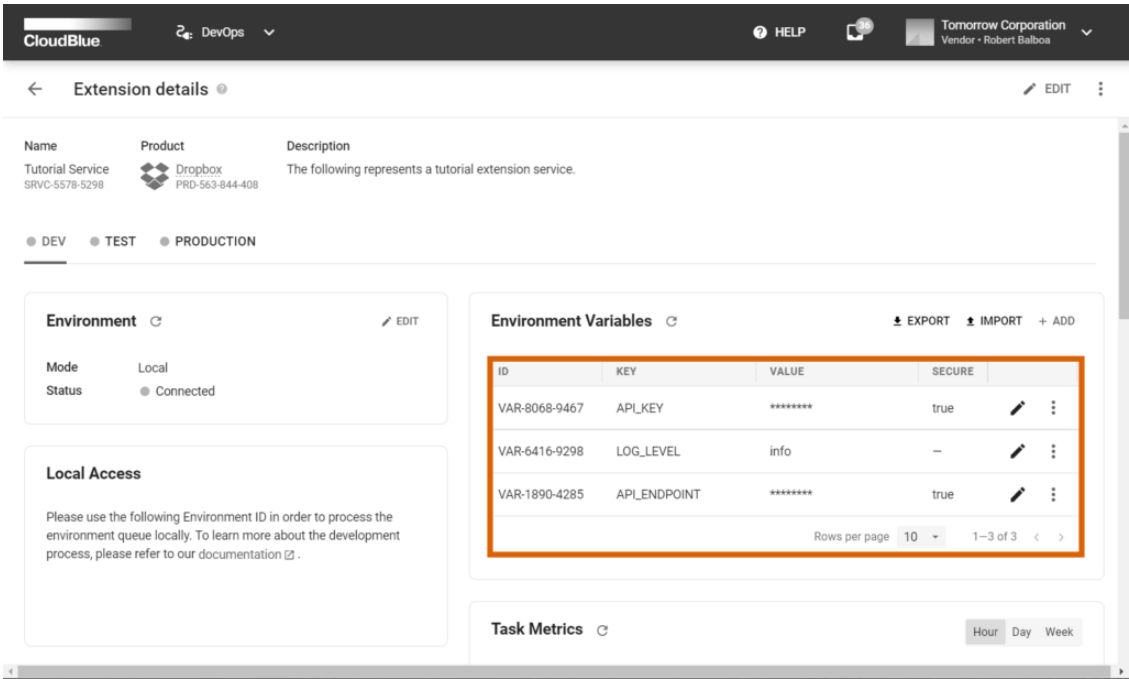 CloudBlue
DevOps
HELP
36
Tomorrow Corporation
Vendor • Robert Balboa
Extension details
EDIT
Name
Product
Description
Tutorial Service
SRVC-5578-5298
Dropbox
PRD-563-844-408
The following represents a tutorial extension service.
DEV
TEST
PRODUCTION
Environment
EDIT
Mode
Local
Status
Connected
Local Access
Please use the following Environment ID in order to process the
environment queue locally. To learn more about the development
process, please refer to our documentation .
Environment Variables
EXPORT
IMPORT
+ ADD
ID KEY VALUE SECURE
VAR-8068-9467 API_KEY ******** true
VAR-6416-9298 LOG_LEVEL info –
VAR-1890-4285 API_ENDPOINT ******** true
Rows per page 10 1–3 of 3
Task Metrics
Hour Day Week